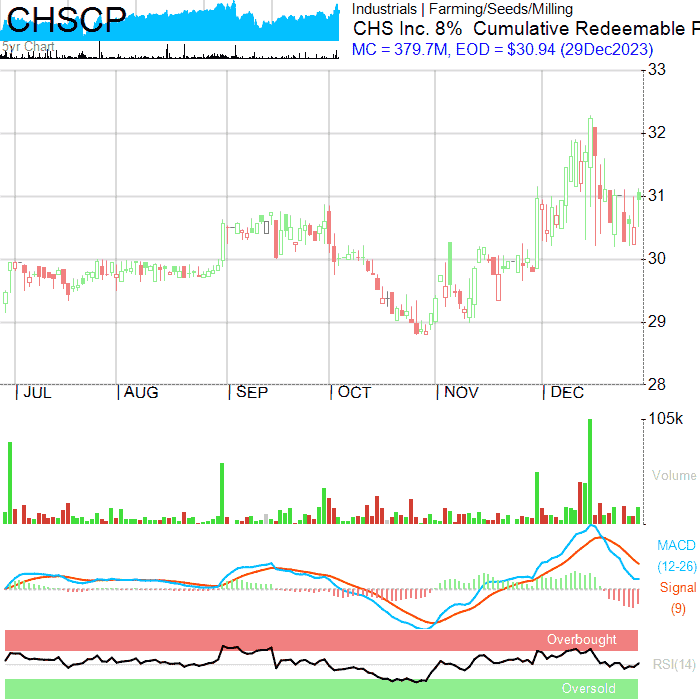 CHSCP
5yr Chart
Industrials | Farming/Seeds/Milling
CHS Inc. 8% Cumulative Redeemable P
MC = 379.7M, EOD = $30.94 (29Dec2023)
33
32
31
30
29
28
JUL AUG SEP OCT NOV DEC
105k
Volume
MACD
(12-26)
Signal
(9)
Overbought
RSI(14)
Oversold